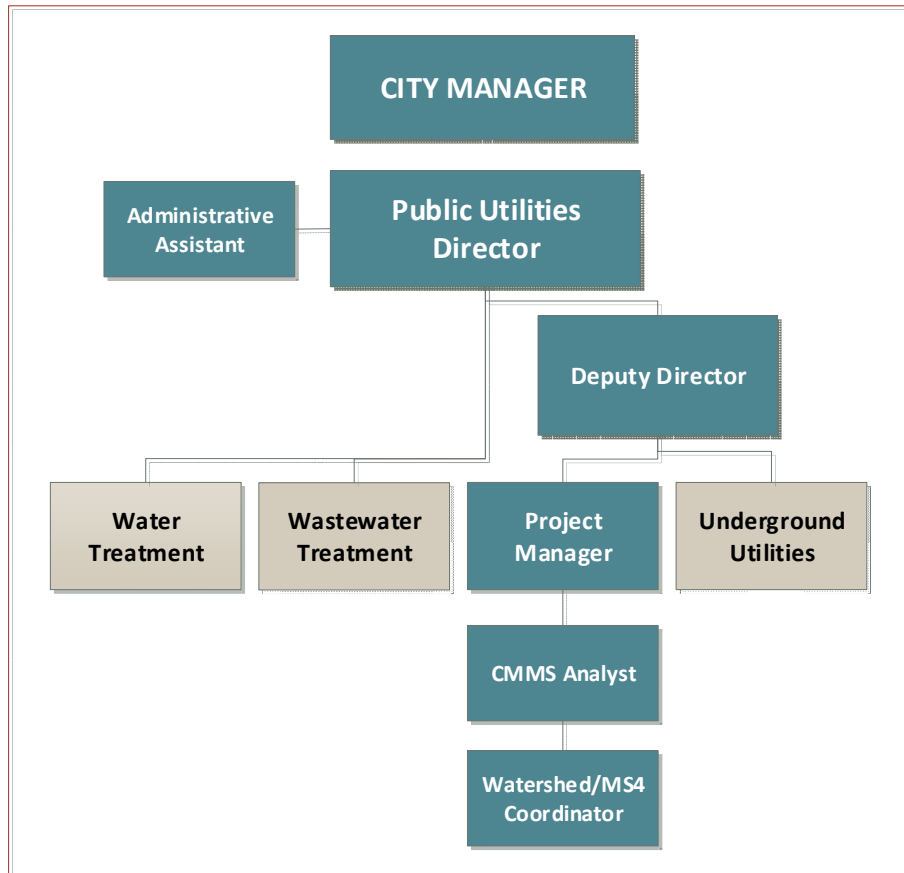 CITY MANAGER
Administrative
Assistant
Public Utilities
Director
Deputy Director
Water
Treatment
Wastewater
Treatment
Project
Manager
Underground
Utilities
CMMS Analyst
Watershed/MS4
Coordinator